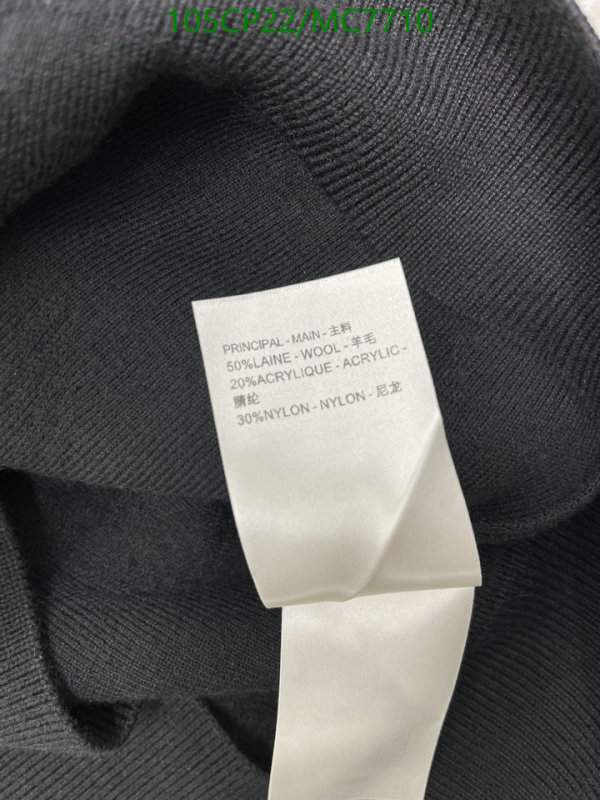 105CP22/MC7710
PRINCIPAL - MAIN - 主料
50%LAINE - WOOL - 羊毛
20%ACRYLIQUE - ACRYLIC -
腈纶
30%NYLON - NYLON - 尼龙